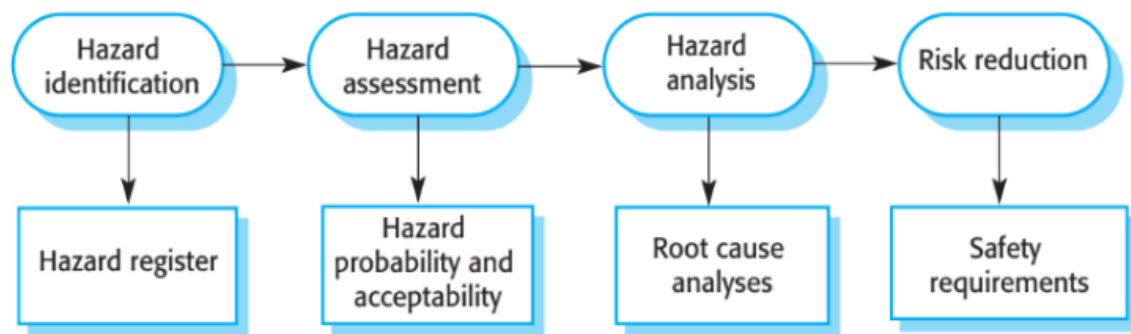 Hazard
identification
Hazard
assessment
Hazard
analysis
Risk reduction
Hazard register
Hazard
probability and
acceptability
Root cause
analyses
Safety
requirements